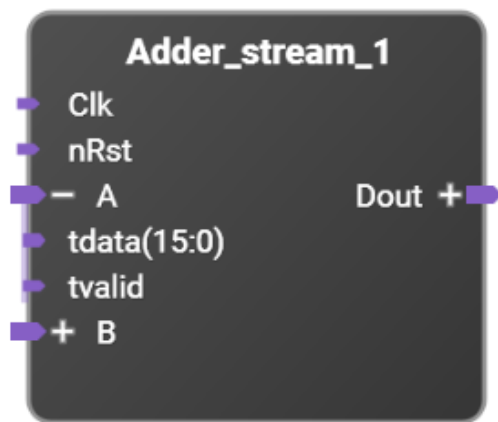 Adder_stream_1
Clk
nRst
− A
Dout +
tdata(15:0)
tvalid
+ B